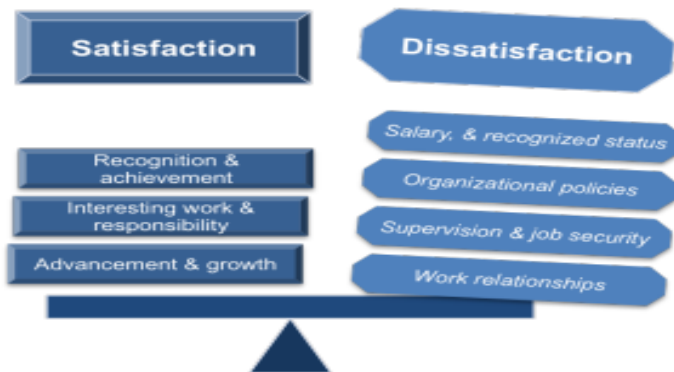 Satisfaction
Dissatisfaction
Recognition &
achievement
Interesting work &
responsibility
Advancement & growth
Salary, & recognized status
Organizational policies
Supervision & job security
Work relationships